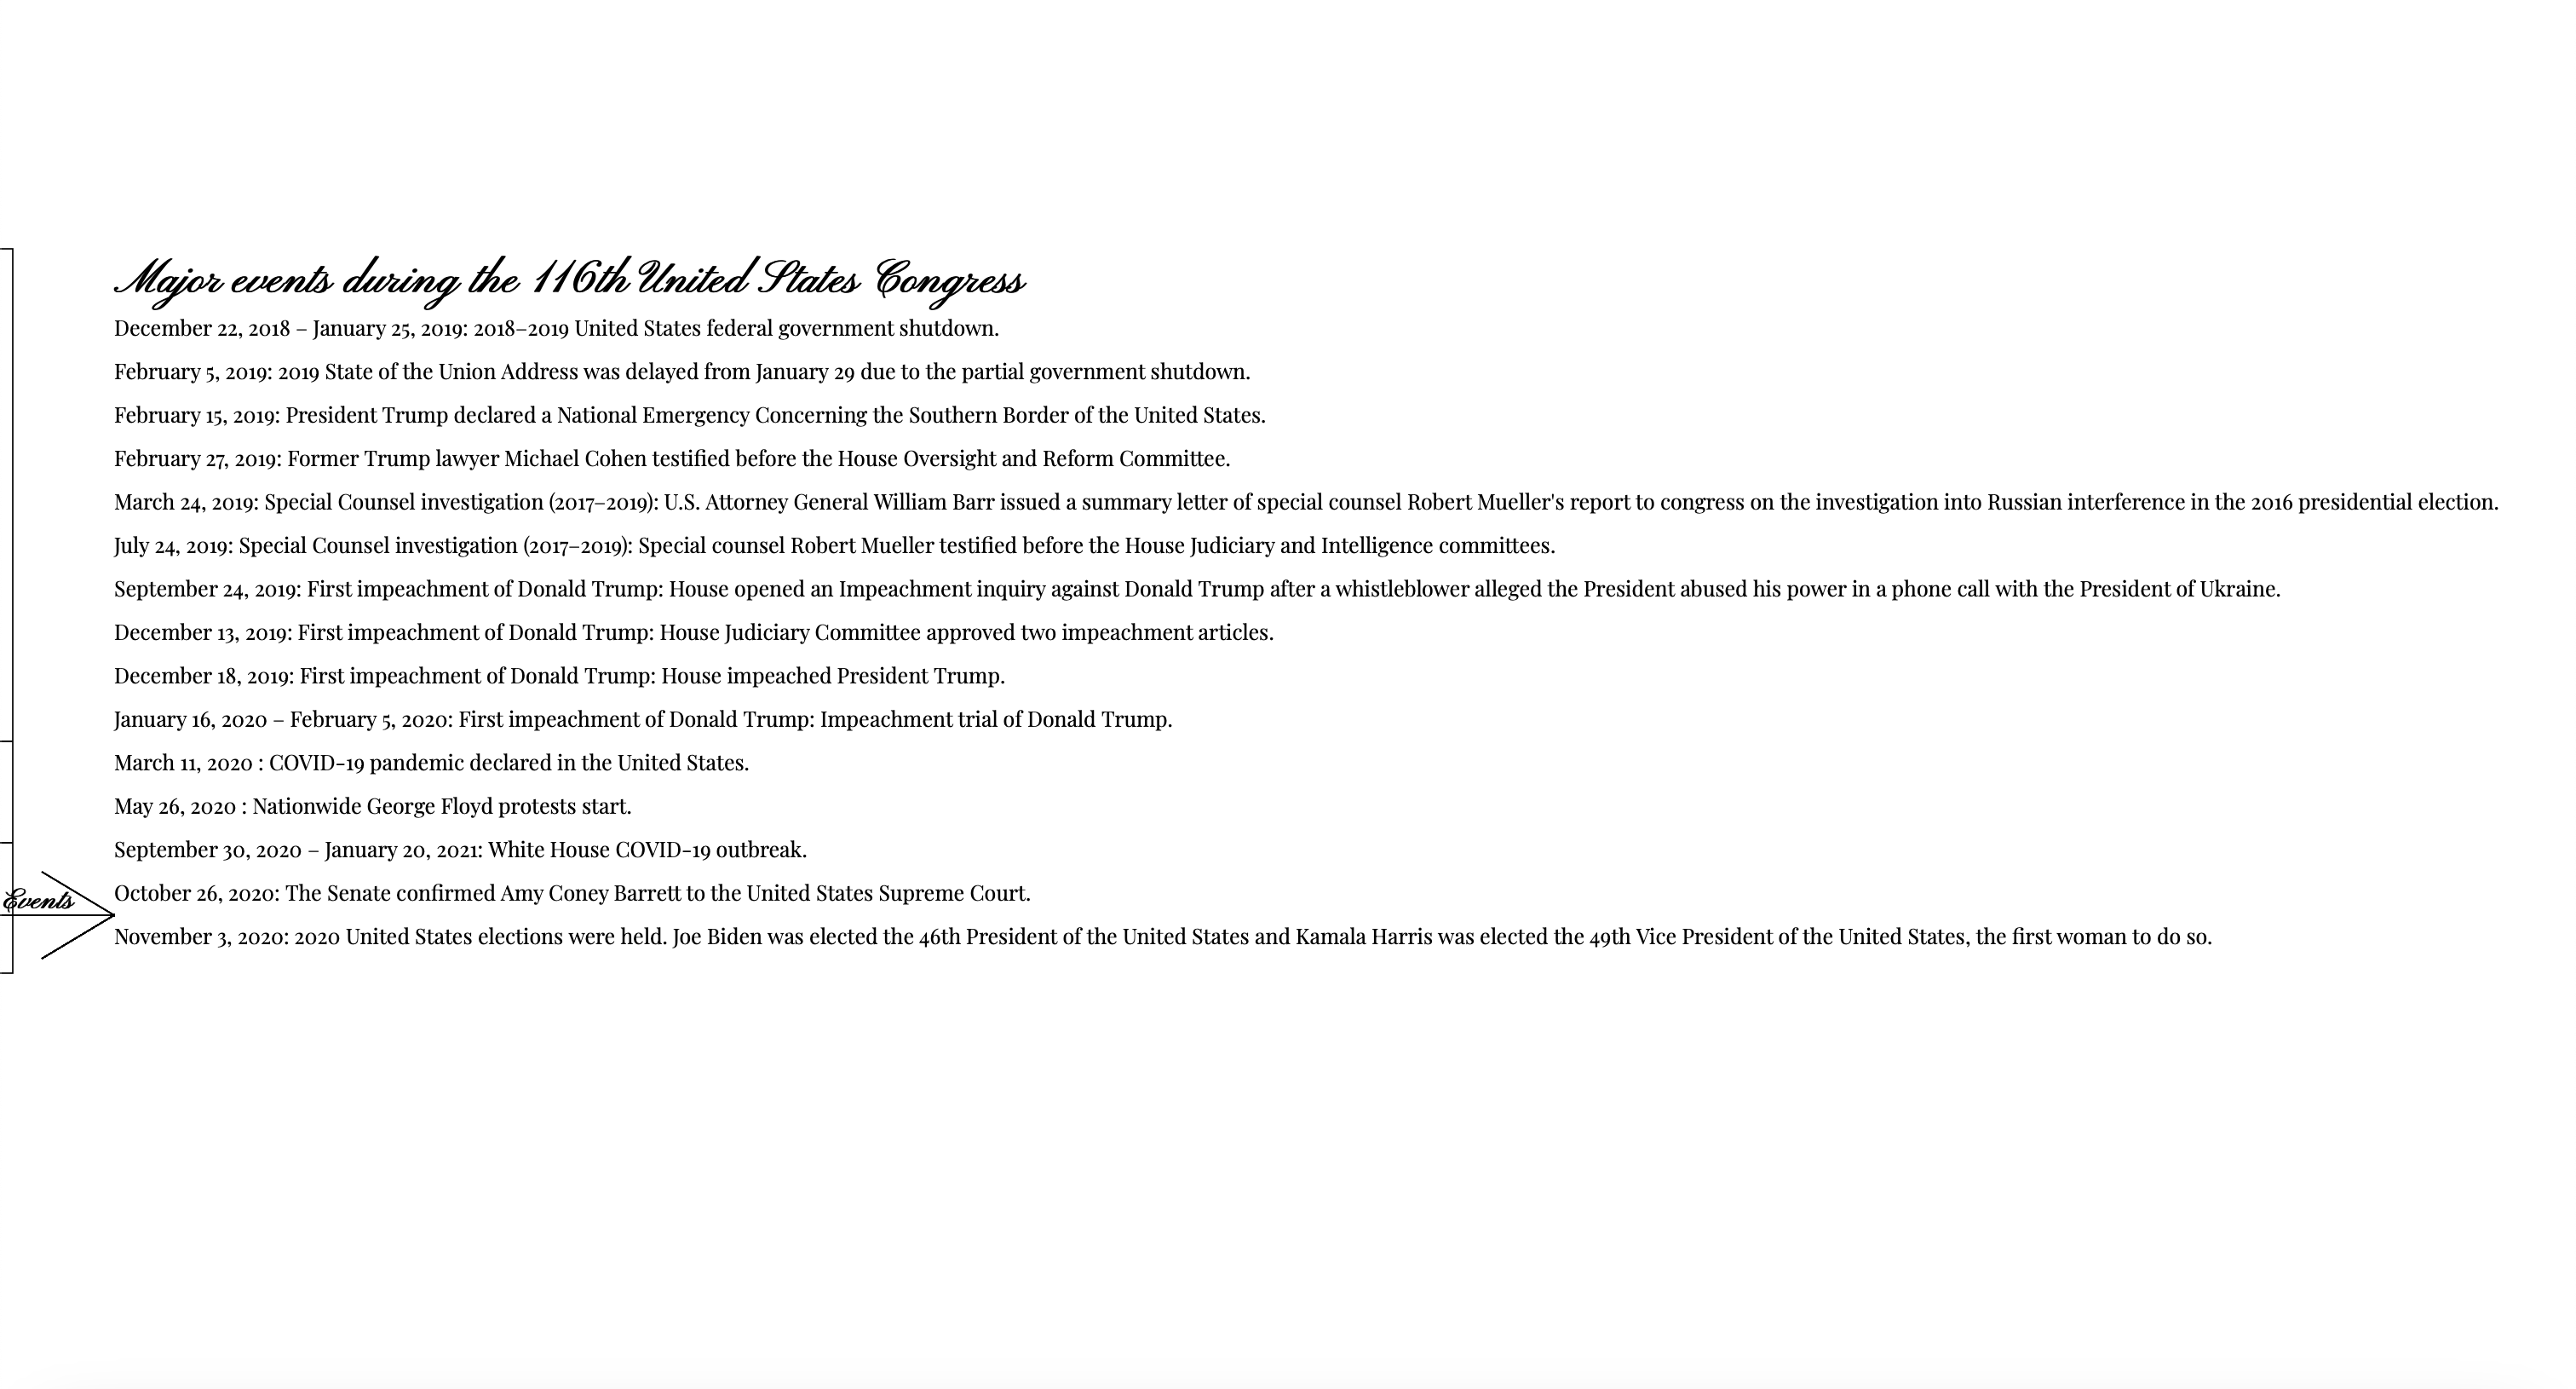 Major events during the 116th United States Congress
December 22, 2018 – January 25, 2019: 2018–2019 United States federal government shutdown.
February 5, 2019: 2019 State of the Union Address was delayed from January 29 due to the partial government shutdown.
February 15, 2019: President Trump declared a National Emergency Concerning the Southern Border of the United States.
February 27, 2019: Former Trump lawyer Michael Cohen testified before the House Oversight and Reform Committee.
March 24, 2019: Special Counsel investigation (2017–2019): U.S. Attorney General William Barr issued a summary letter of special counsel Robert Mueller's report to congress on the investigation into Russian interference in the 2016 presidential election.
July 24, 2019: Special Counsel investigation (2017–2019): Special counsel Robert Mueller testified before the House Judiciary and Intelligence committees.
September 24, 2019: First impeachment of Donald Trump: House opened an Impeachment inquiry against Donald Trump after a whistleblower alleged the President abused his power in a phone call with the President of Ukraine.
December 13, 2019: First impeachment of Donald Trump: House Judiciary Committee approved two impeachment articles.
December 18, 2019: First impeachment of Donald Trump: House impeached President Trump.
January 16, 2020 – February 5, 2020: First impeachment of Donald Trump: Impeachment trial of Donald Trump.
March 11, 2020 : COVID-19 pandemic declared in the United States.
May 26, 2020 : Nationwide George Floyd protests start.
September 30, 2020 – January 20, 2021: White House COVID-19 outbreak.
Events
October 26, 2020: The Senate confirmed Amy Coney Barrett to the United States Supreme Court.
November 3, 2020: 2020 United States elections were held. Joe Biden was elected the 46th President of the United States and Kamala Harris was elected the 49th Vice President of the United States, the first woman to do so.